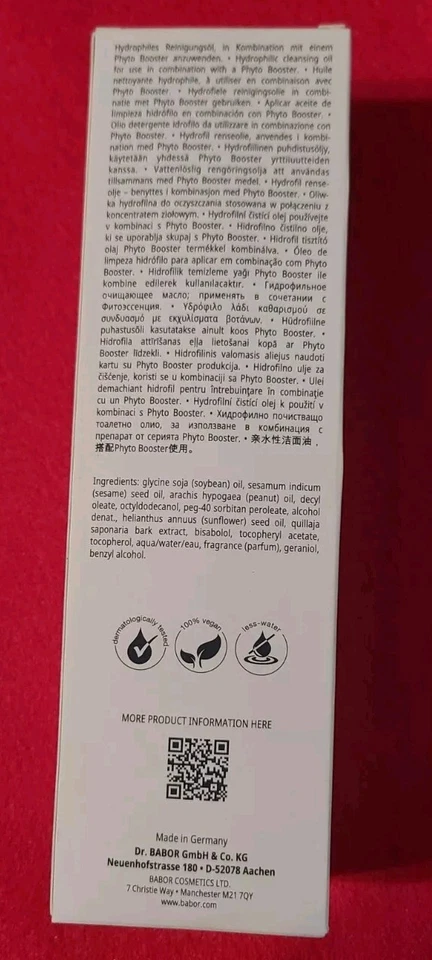 Hydrophiles Reinigungsöl, in Kombination mit einem
Phyto Booster anzuwenden. • Hydrophilic cleansing oil
for use in combination with a Phyto Booster. • Huile
nettoyante hydrophile, à utiliser en combinaison avec
Phyto Booster. • Hydrofiele reinigingsolie in combi-
natie met Phyto Booster gebruiken. • Aplicar aceite de
limpieza hidrófilo en combinación con Phyto Booster. •
Olio detergente idrofilo da utilizzare in combinazione con
Phyto Booster. • Hydrofil renseolie, anvendes i kombi-
nation med Phyto Booster. • Hydrofiilinen puhdistusöljy,
käytetään yhdessä Phyto Booster yrttiuutteiden
kanssa. • Vattenlöslig rengöringsolja att användas
tillsammans med Phyto Booster medel. • Hydrofil rense-
olje – benyttes i kombinasjon med Phyto Booster. • Oliw-
ka hydrofilna do oczyszczania stosowana w połączeniu z
koncentratem ziołowym. • Hydrofilní čistící olej používejte
v kombinaci s Phyto Booster. • Hidrofilno čistilno olje,
ki se uporablja skupaj s Phyto Booster. • Hidrofil tisztító
olaj Phyto Booster termékkel kombinálva. • Óleo de
limpeza hidrófilo para aplicar em combinação com Phyto
Booster. • Hidrofilik temizleme yağı Phyto Booster ile
kombine edilerek kullanılacaktır. • Гидрофильное
очищающее масло; применять в сочетании с
Фитоэссенция. • Υδρόφιλο λάδι καθαρισμού σε
συνδυασμό με εκχυλίσματα βοτάνων. • Hüdrofiilne
puhastusõli kasutatakse ainult koos Phyto Booster. •
Hidrofila attīrīšanas eļļa lietošanai kopā ar Phyto
Booster līdzekli. • Hidrofilinis valomasis aliejus naudoti
kartu su Phyto Booster produkcija. • Hidrofilno ulje za
čišćenje, koristi se u kombinaciji sa Phyto Booster. • Ulei
demachiant hidrofil pentru întrebuinţare în combinaţie
cu un Phyto Booster. • Hydrofilní čistící olej k použití v
kombinaci s Phyto Booster. • Хидрофилно почистващо
тоалетно олио, за използване в комбинация с
препарат от серията Phyto Booster. • 亲水性洁面油，
搭配Phyto Booster使用。
Ingredients: glycine soja (soybean) oil, sesamum indicum
(sesame) seed oil, arachis hypogaea (peanut) oil, decyl
oleate, octyldodecanol, peg-40 sorbitan peroleate, alcohol
denat., helianthus annuus (sunflower) seed oil, quillaja
saponaria bark extract, bisabolol, tocopheryl acetate,
tocopherol, aqua/water/eau, fragrance (parfum), geraniol,
benzyl alcohol.
dermatologically tested
100% vegan
less-water
MORE PRODUCT INFORMATION HERE
Made in Germany
Dr. BABOR GmbH & Co. KG
Neuenhofstrasse 180 • D-52078 Aachen
BABOR COSMETICS LTD.
7 Christie Way • Manchester M21 7QY
www.babor.com